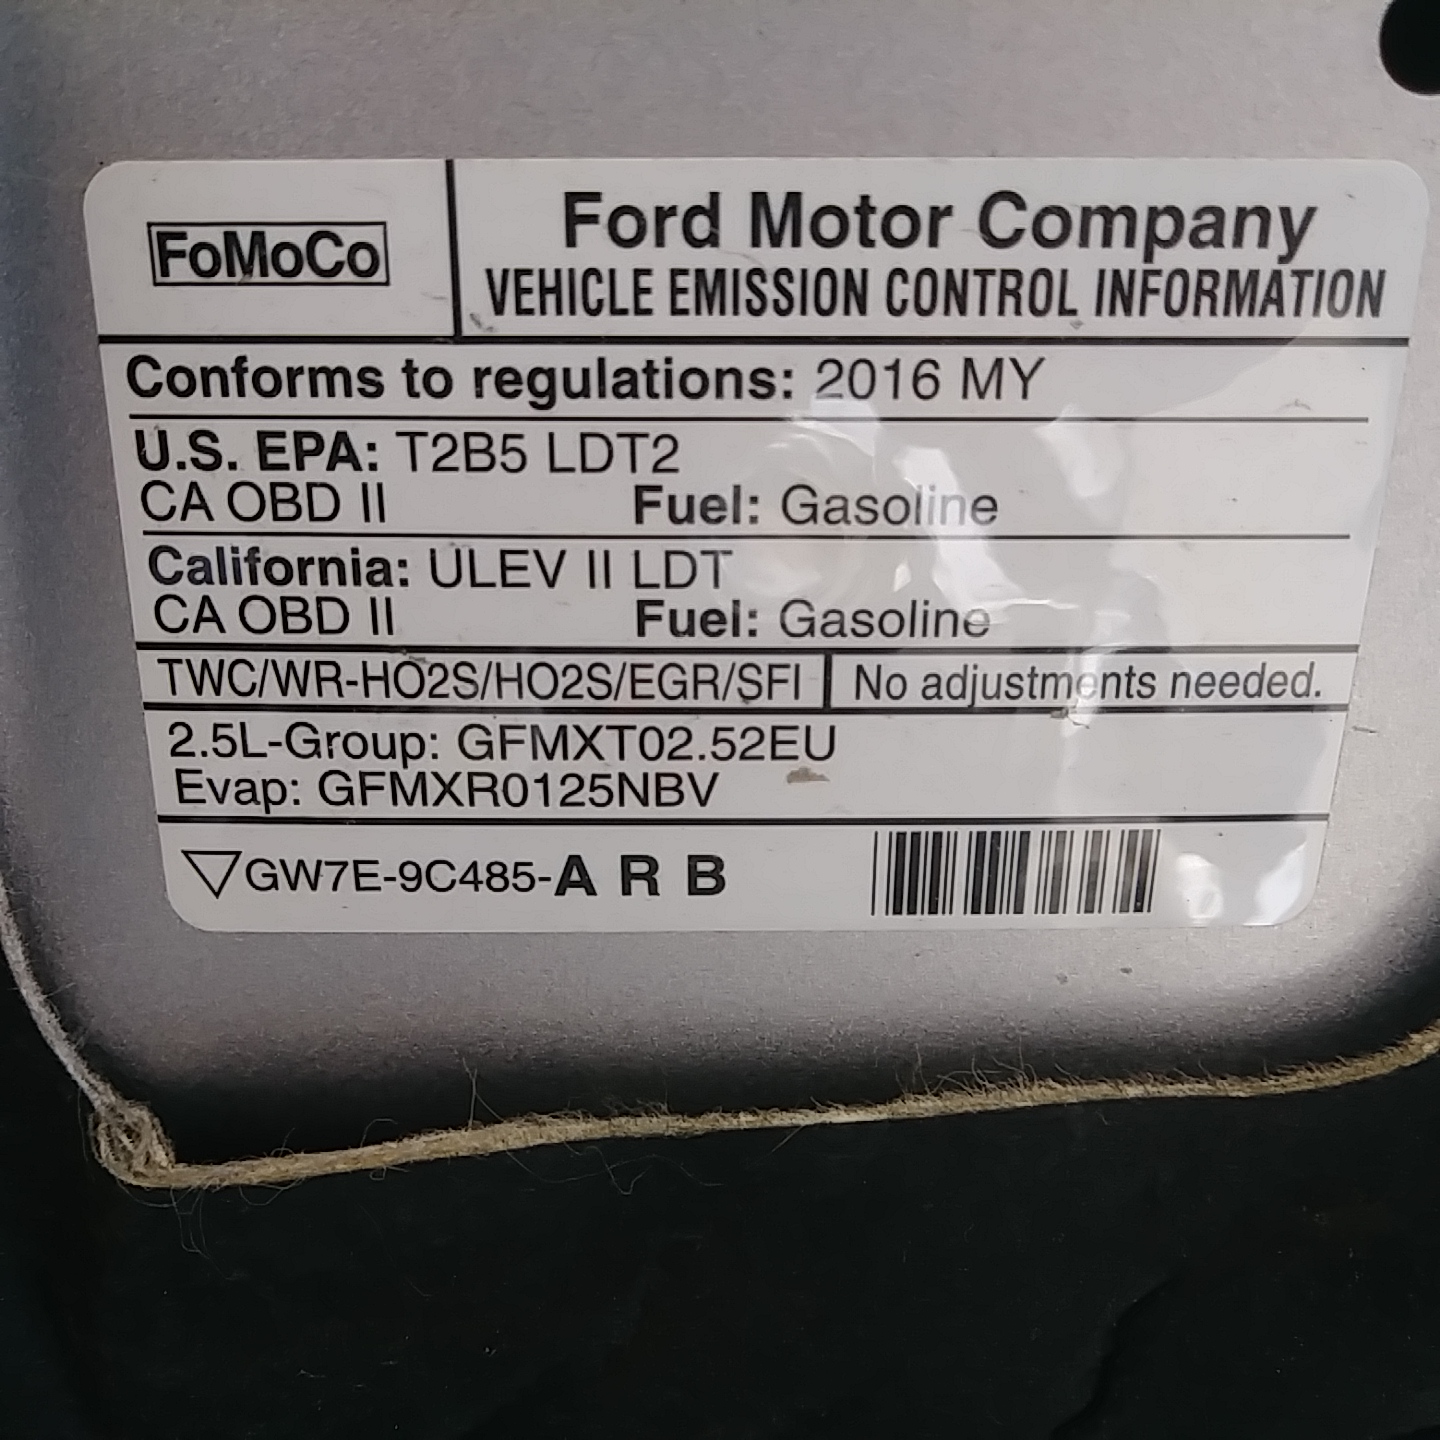 FoMoCo
Ford Motor Company
VEHICLE EMISSION CONTROL INFORMATION
Conforms to regulations: 2016 MY
U.S. EPA: T2B5 LDT2
CA OBD II Fuel: Gasoline
California: ULEV II LDT
CA OBD II Fuel: Gasoline
TWC/WR-HO2S/HO2S/EGR/SFI No adjustments needed.
2.5L-Group: GFMXT02.52EU
Evap: GFMXR0125NBV
▽GW7E-9C485-A R B